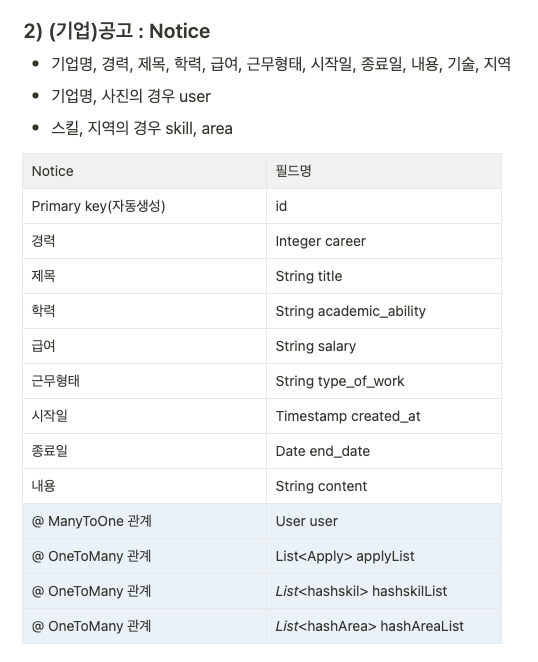 2) (기업)공고 : Notice
• 기업명, 경력, 제목, 학력, 급여, 근무형태, 시작일, 종료일, 내용, 기술, 지역
• 기업명, 사진의 경우 user
• 스킬, 지역의 경우 skill, area
Notice 필드명
Primary key(자동생성) id
경력 Integer career
제목 String title
학력 String academic_ability
급여 String salary
근무형태 String type_of_work
시작일 Timestamp created_at
종료일 Date end_date
내용 String content
@ ManyToOne 관계 User user
@ OneToMany 관계 List<Apply> applyList
@ OneToMany 관계 List<hashskil> hashskilList
@ OneToMany 관계 List<hashArea> hashAreaList